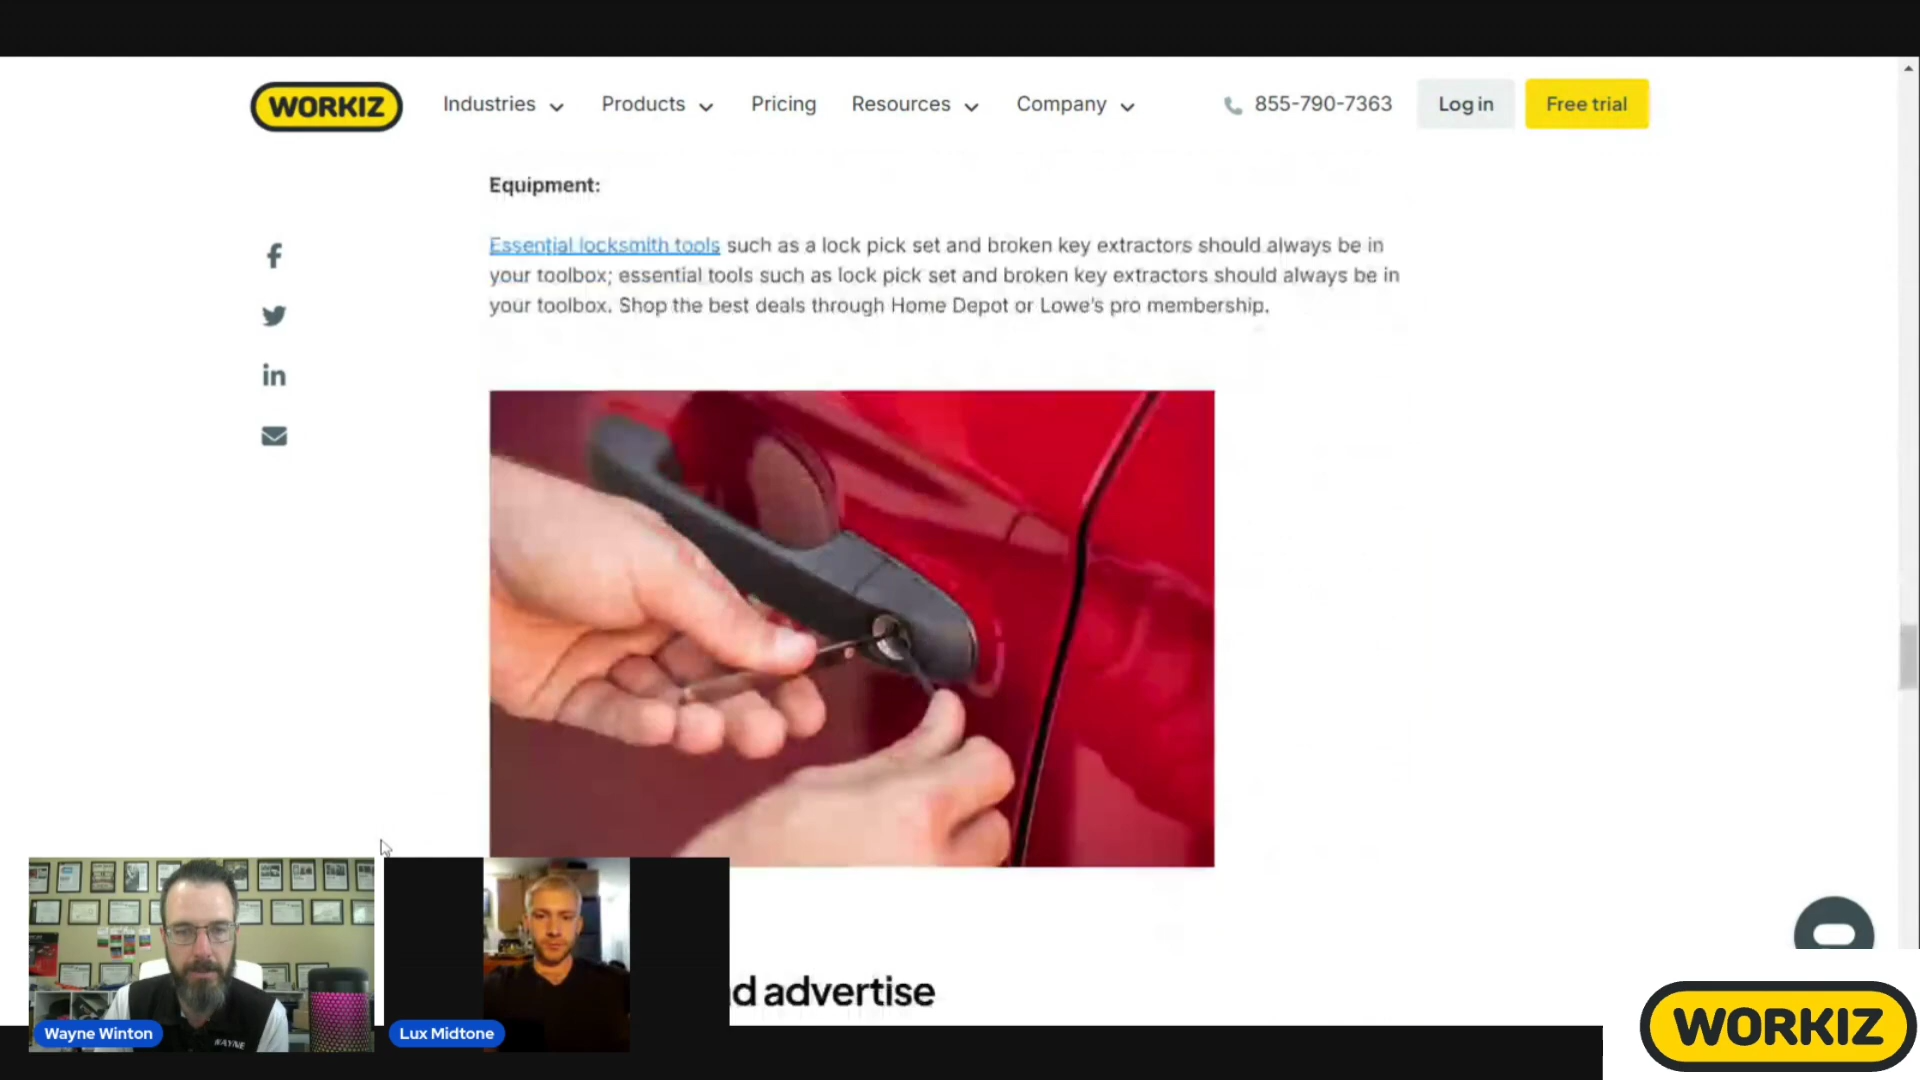 WORKIZ
Industries
Products
Pricing
Resources
Company
855-790-7363
Log in
Free trial
Equipment:
Essential locksmith tools such as a lock pick set and broken key extractors should always be in
your toolbox; essential tools such as lock pick set and broken key extractors should always be in
your toolbox. Shop the best deals through Home Depot or Lowe's pro membership.
d advertise
WAYNE
Wayne Winton
Lux Midtone
WORKIZ